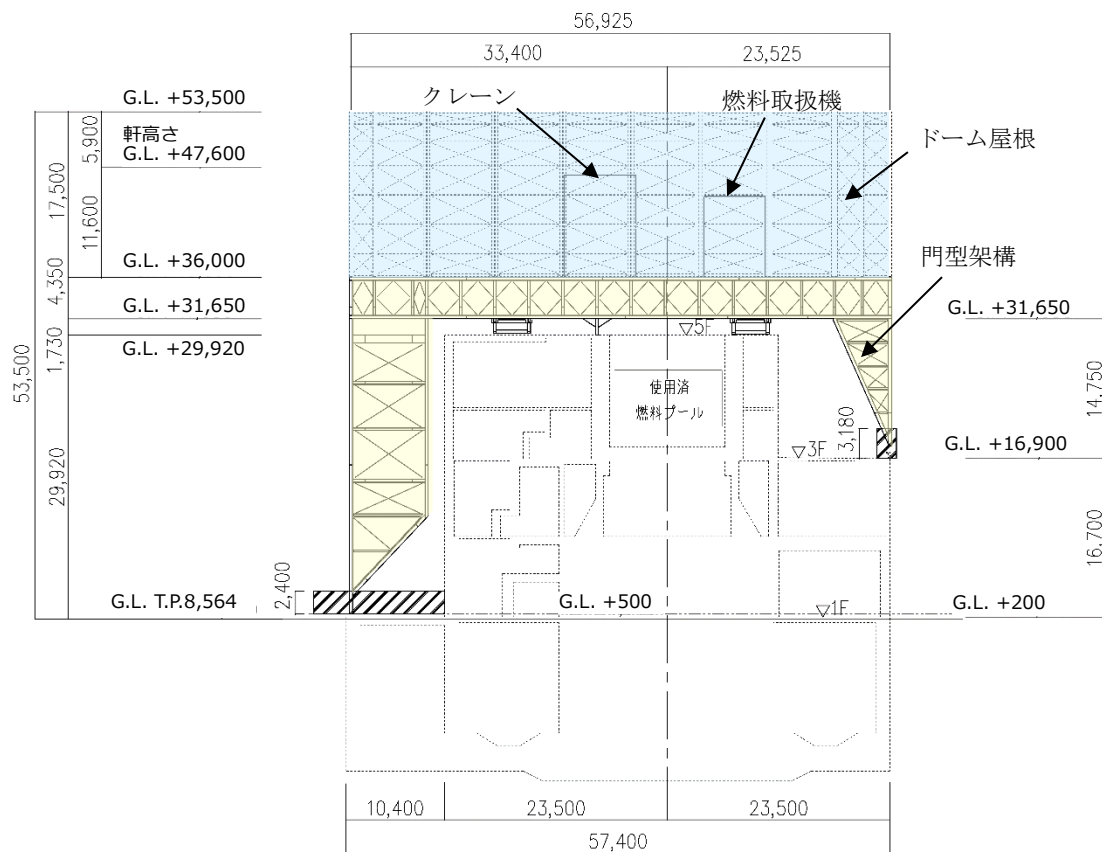 56,925
33,400
23,525
G.L. +53,500
クレーン
燃料取扱機
ドーム屋根
5,900
軒高さ
G.L. +47,600
17,500
11,600
門型架構
G.L. +36,000
4,350
G.L. +31,650
G.L. +31,650
▽5F
1,730
G.L. +29,920
53,500
使用済
燃料プール
14.750
3,180
▽3F
G.L. +16,900
29,920
16.700
G.L. T.P.8,564
2,400
G.L. +500
▽1F
G.L. +200
10,400
23,500
23,500
57,400